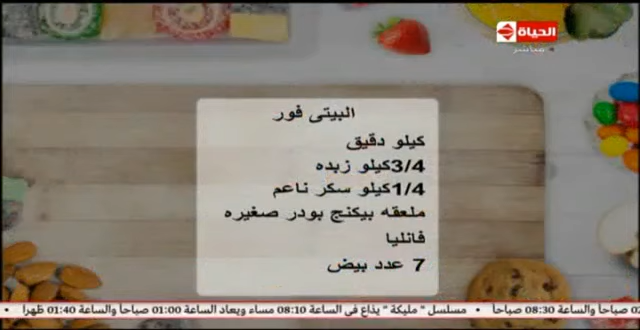 الحياة
مباشر
البيتى فور
كيلو دقيق
3/4كيلو زبده
1/4كيلو سكر ناعم
ملعقه بيكنج بودر صغيره
فانليا
7 عدد بيض
والساعة 08:30 صباحاً • مسلسل " مليكة " يذاع فى الساعة 08:10 مساء ويعاد الساعة 01:00 صباحاً والساعة 01:40 ظهرا •